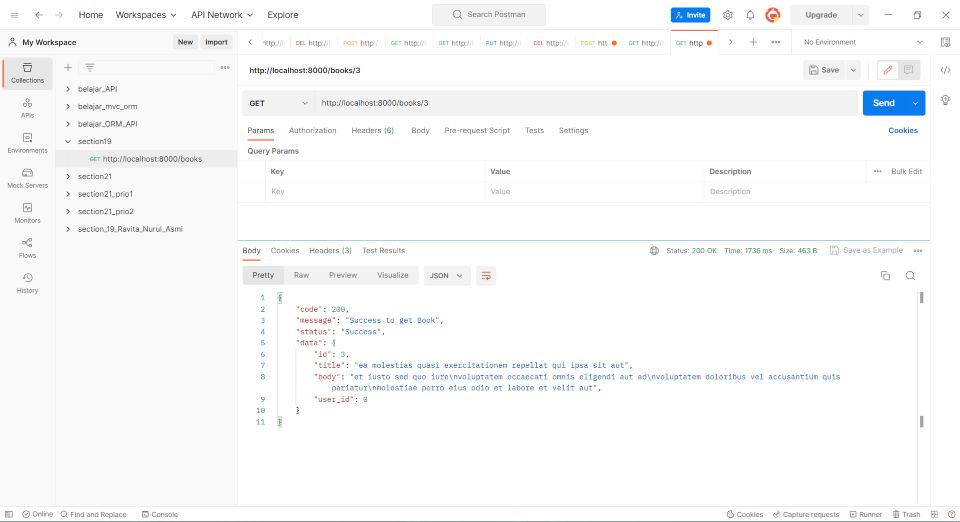 Home Workspaces API Network Explore Search Postman Invite Upgrade
My Workspace New Import http://l DEL http://l POST http:/ GET http://l GET http://l PUT http://l DEL http://l POST htt GET http://l GET http No Environment
Collections
APIs
Environments
Mock Servers
Monitors
Flows
History
belajar_API
belajar_mvc_orm
belajar_ORM_API
section19
GET http://localhost:8000/books
section21
section21_prio1
section21_prio2
section_19_Ravita_Nurul_Asmi
http://localhost:8000/books/3 Save
GET http://localhost:8000/books/3 Send
Params Authorization Headers (6) Body Pre-request Script Tests Settings Cookies
Query Params
Key Value Description Bulk Edit
Key Value Description
Body Cookies Headers (3) Test Results Status: 200 OK Time: 1736 ms Size: 463 B Save as Example
Pretty Raw Preview Visualize JSON
1 {
2 "code": 200,
3 "message": "Success to get Book",
4 "status": "Success",
5 "data": {
6 "id": 3,
7 "title": "ea molestias quasi exercitationem repellat qui ipsa sit aut",
8 "body": "et iusto sed quo iure\nvoluptatem occaecati omnis eligendi aut ad\nvoluptatem doloribus vel accusantium quis
pariatur\nmolestiae porro eius odio et labore et velit aut",
9 "user_id": 0
10 }
11 }
Online Find and Replace Console Cookies Capture requests Runner Trash